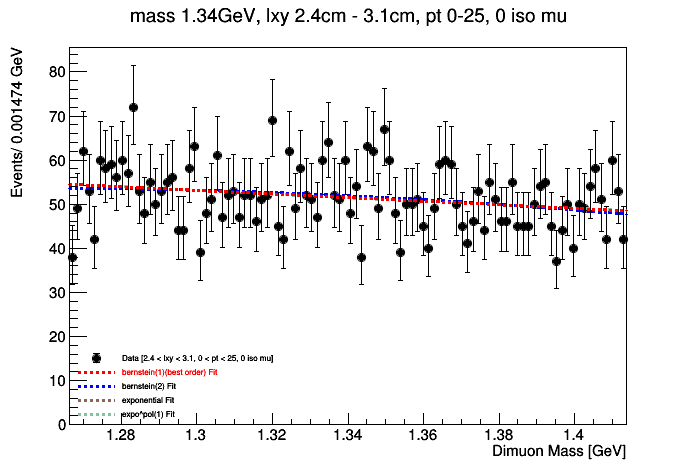 mass 1.34GeV, lxy 2.4cm - 3.1cm, pt 0-25, 0 iso mu
Events/ 0.001474 GeV
80
70
60
50
40
30
20
10
0
Data [2.4 < lxy < 3.1, 0 < pt < 25, 0 iso mu]
bernstein(1)(best order) Fit
bernstein(2) Fit
exponential Fit
expo*pol(1) Fit
1.28 1.3 1.32 1.34 1.36 1.38 1.4
Dimuon Mass [GeV]